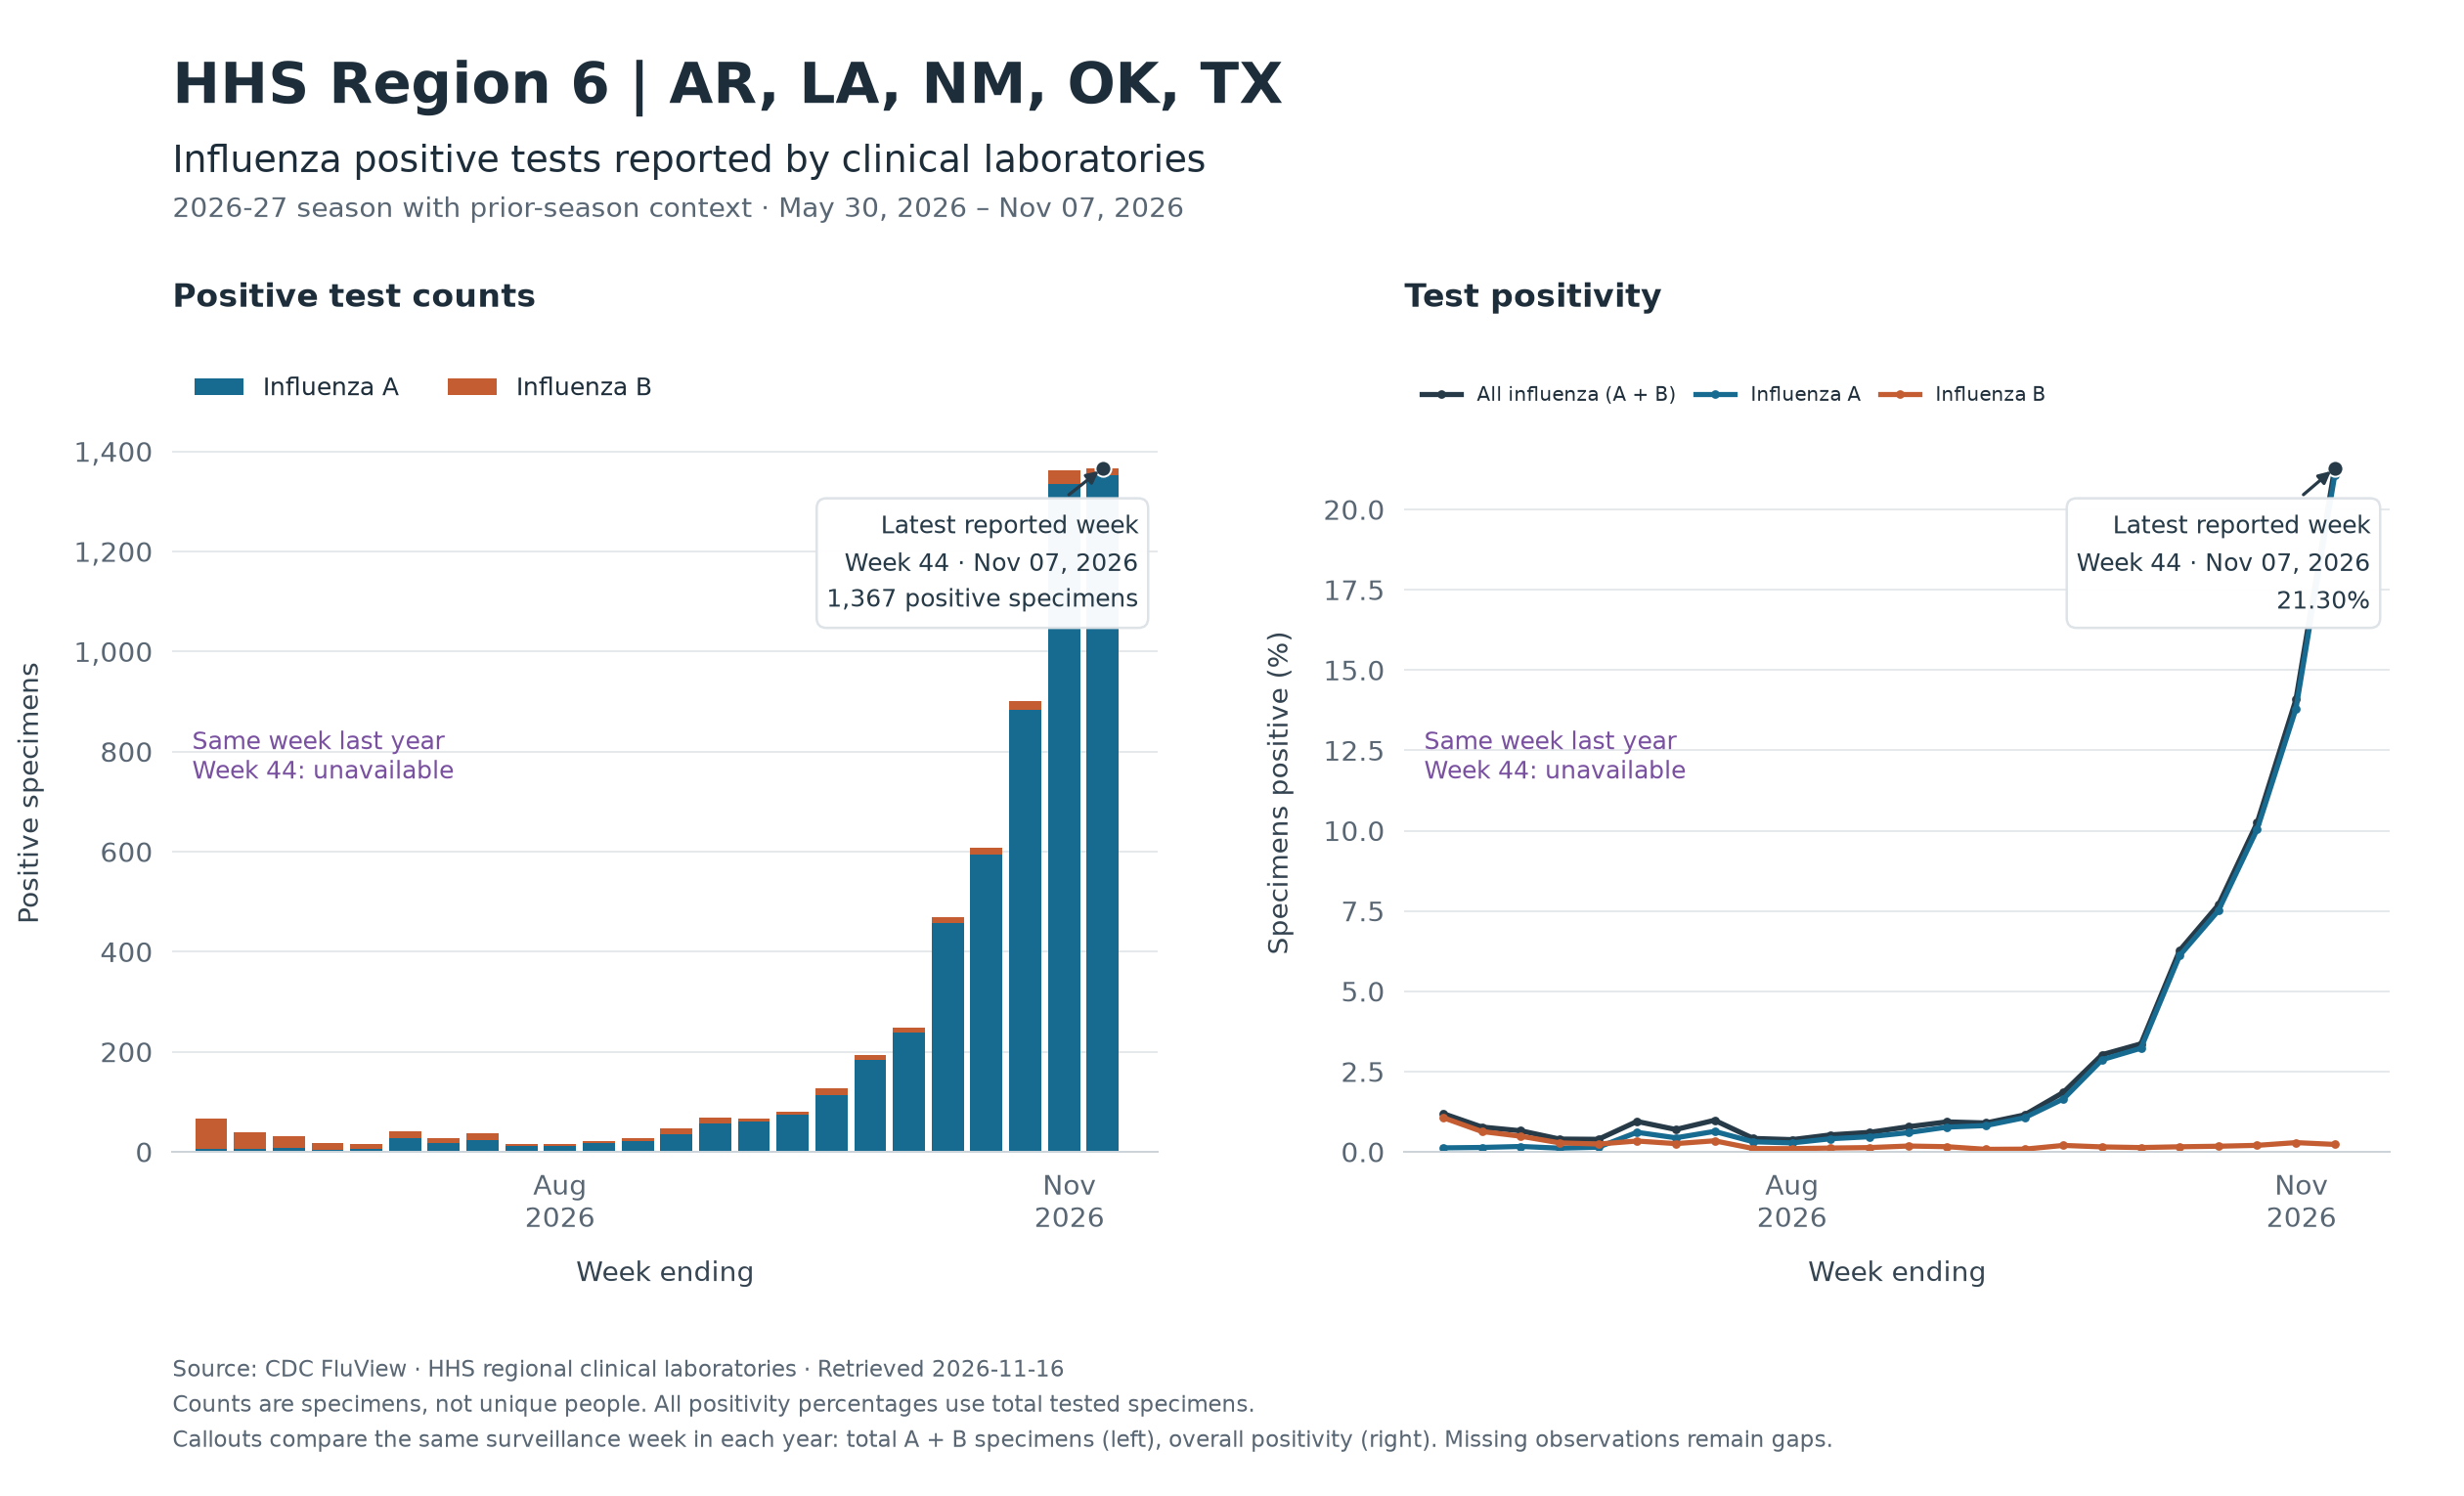 HHS Region 6 | AR, LA, NM, OK, TX
Influenza positive tests reported by clinical laboratories
2026-27 season with prior-season context · May 30, 2026 – Nov 07, 2026
Positive test counts
Influenza A
Influenza B
1,400
1,200
1,000
800
600
400
200
0
Positive specimens
Latest reported week
Week 44 · Nov 07, 2026
1,367 positive specimens
Same week last year
Week 44: unavailable
Aug
2026
Nov
2026
Week ending
Test positivity
All influenza (A + B)
Influenza A
Influenza B
20.0
17.5
15.0
12.5
10.0
7.5
5.0
2.5
0.0
Specimens positive (%)
Latest reported week
Week 44 · Nov 07, 2026
21.30%
Same week last year
Week 44: unavailable
Aug
2026
Nov
2026
Week ending
Source: CDC FluView · HHS regional clinical laboratories · Retrieved 2026-11-16
Counts are specimens, not unique people. All positivity percentages use total tested specimens.
Callouts compare the same surveillance week in each year: total A + B specimens (left), overall positivity (right). Missing observations remain gaps.